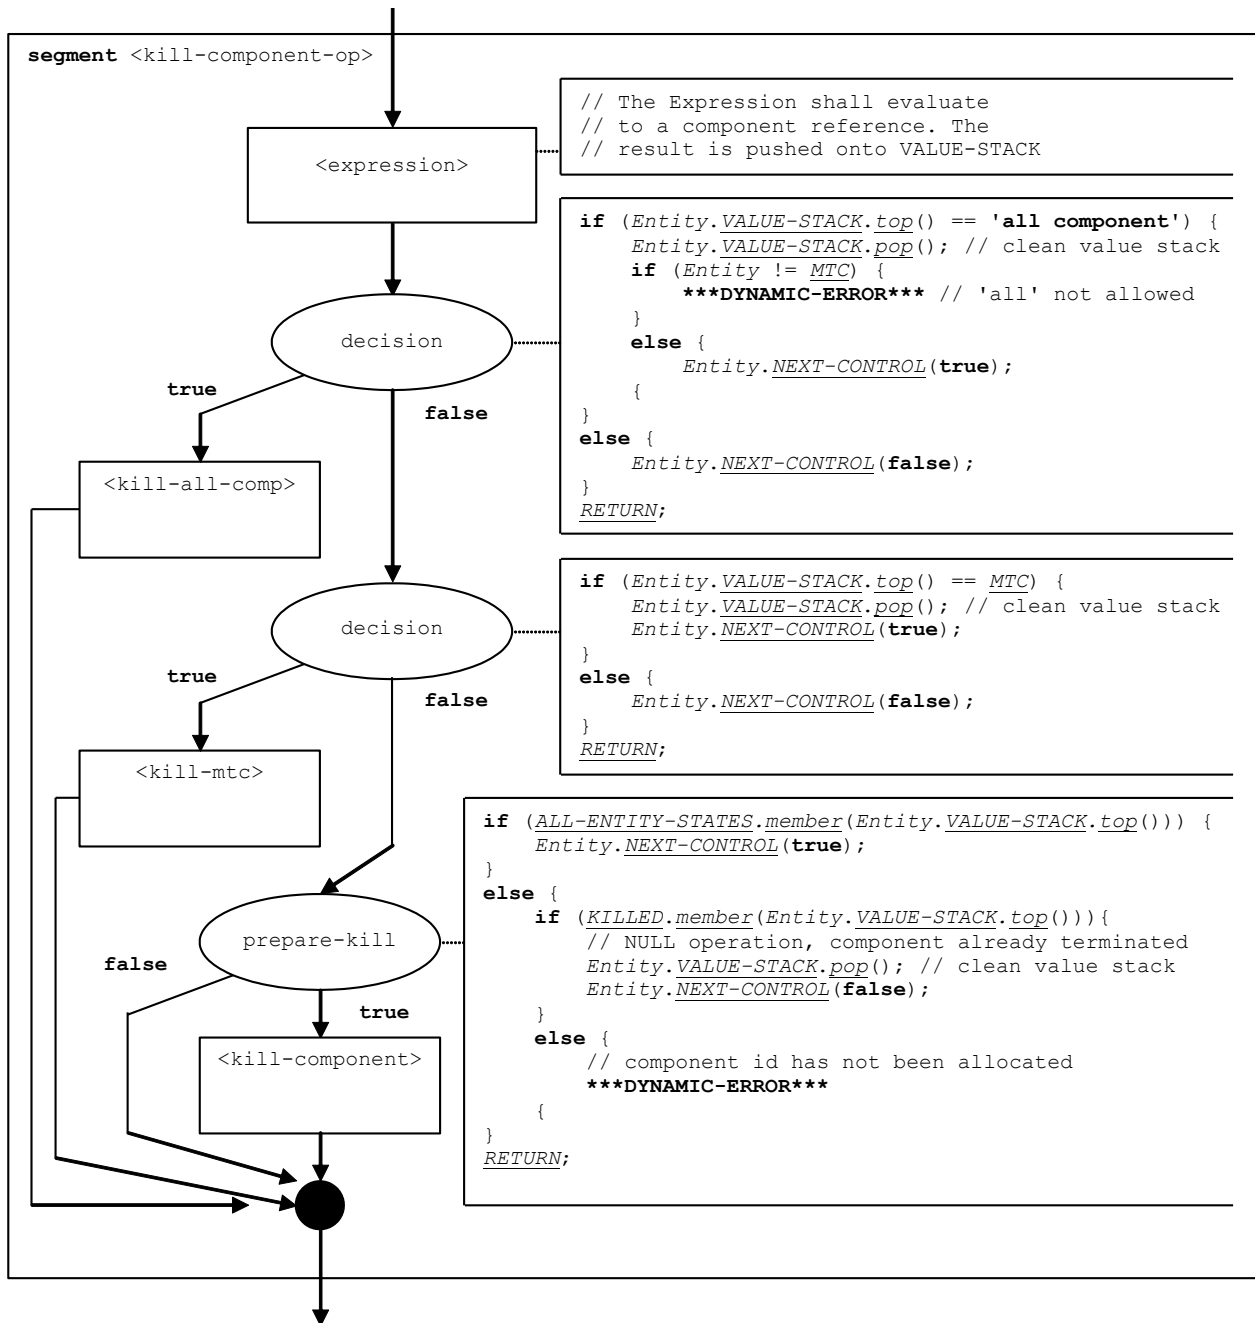 segment <kill-component-op>
// The Expression shall evaluate
// to a component reference. The
// result is pushed onto VALUE-STACK
<expression>
if (Entity.VALUE-STACK.top() == 'all component') {
Entity.VALUE-STACK.pop(); // clean value stack
if (Entity != MTC) {
***DYNAMIC-ERROR*** // 'all' not allowed
}
else {
Entity.NEXT-CONTROL(true);
{
}
else {
Entity.NEXT-CONTROL(false);
}
RETURN;
decision
true
false
<kill-all-comp>
if (Entity.VALUE-STACK.top() == MTC) {
Entity.VALUE-STACK.pop(); // clean value stack
Entity.NEXT-CONTROL(true);
}
else {
Entity.NEXT-CONTROL(false);
}
RETURN;
decision
true
false
<kill-mtc>
if (ALL-ENTITY-STATES.member(Entity.VALUE-STACK.top())) {
Entity.NEXT-CONTROL(true);
}
else {
if (KILLED.member(Entity.VALUE-STACK.top())){
// NULL operation, component already terminated
Entity.VALUE-STACK.pop(); // clean value stack
Entity.NEXT-CONTROL(false);
}
else {
// component id has not been allocated
***DYNAMIC-ERROR***
{
}
RETURN;
prepare-kill
false
true
<kill-component>